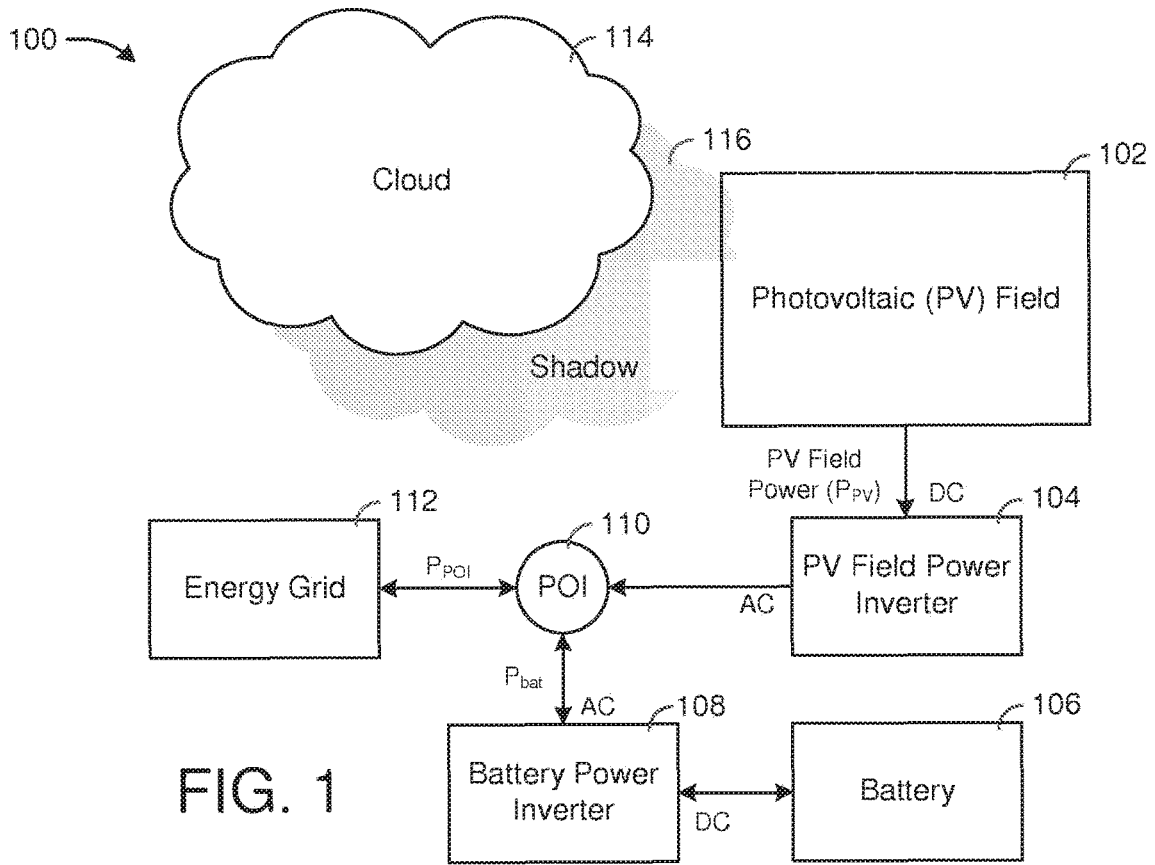 100
114
Cloud
116
102
Photovoltaic (PV) Field
Shadow
PV Field
Power (PPV)
DC
104
PV Field Power
Inverter
112
Energy Grid
PPOI
110
POI
AC
Pbat
AC
108
Battery Power
Inverter
DC
106
Battery
FIG. 1